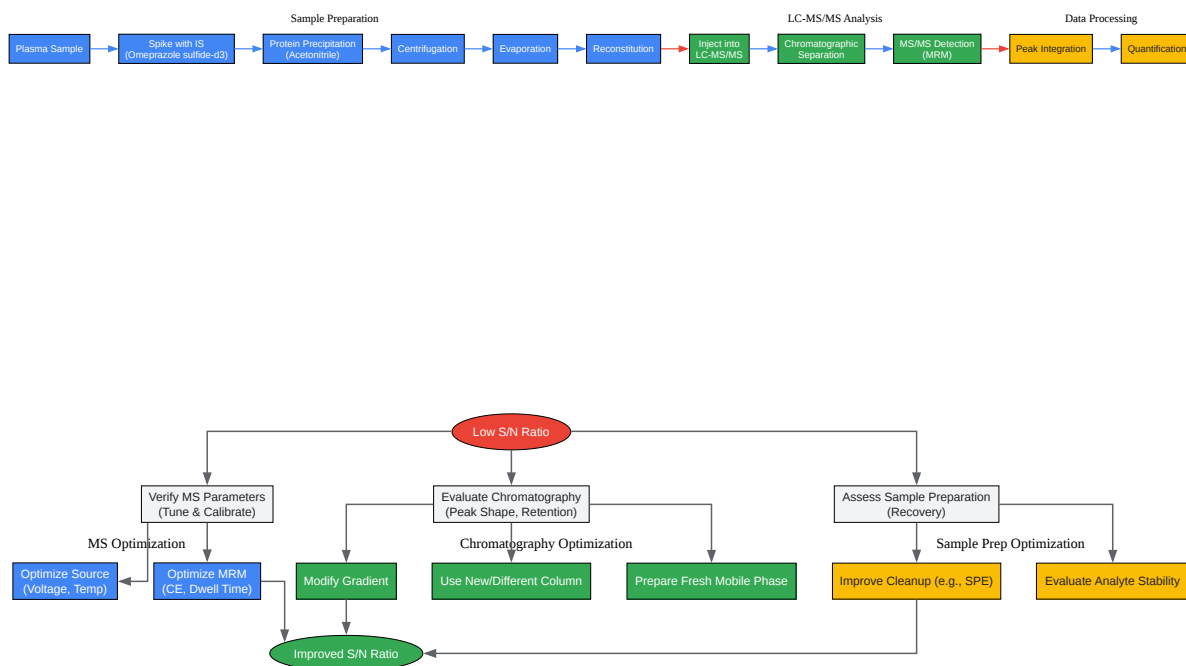 Sample Preparation
LC-MS/MS Analysis
Data Processing
Plasma Sample
Spike with IS
(Omeprazole sulfide-d3)
Protein Precipitation
(Acetonitrile)
Centrifugation
Evaporation
Reconstitution
Inject into
LC-MS/MS
Chromatographic
Separation
MS/MS Detection
(MRM)
Peak Integration
Quantification
Low S/N Ratio
Verify MS Parameters
(Tune & Calibrate)
Evaluate Chromatography
(Peak Shape, Retention)
Assess Sample Preparation
(Recovery)
MS Optimization
Chromatography Optimization
Sample Prep Optimization
Optimize Source
(Voltage, Temp)
Optimize MRM
(CE, Dwell Time)
Modify Gradient
Use New/Different Column
Prepare Fresh Mobile Phase
Improve Cleanup (e.g., SPE)
Evaluate Analyte Stability
Improved S/N Ratio